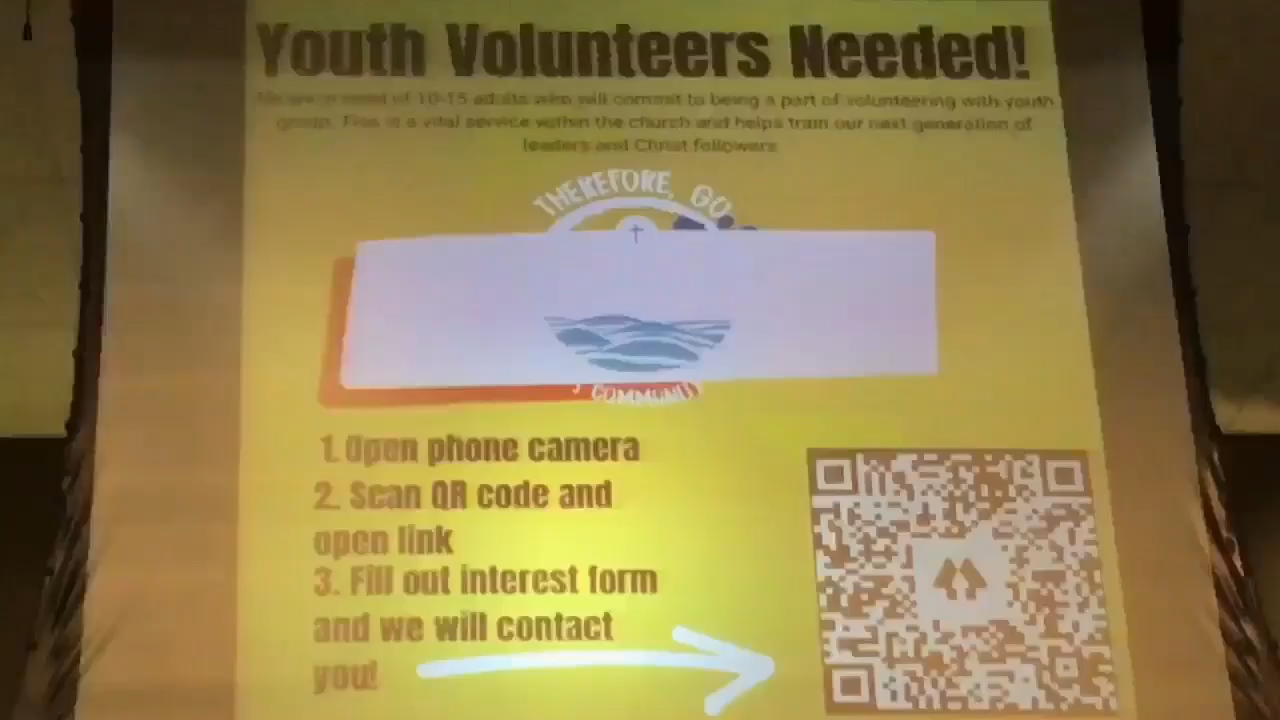 Youth Volunteers Needed!
We are in need of 10-15 adults who will commit to being a part of volunteering with youth
group. This is a vital service within the church and helps train our next generation of
leaders and Christ followers
THEREFORE, GO
COMMUNITY
1. Open phone camera
2. Scan QR code and
open link
3. Fill out interest form
and we will contact
you!